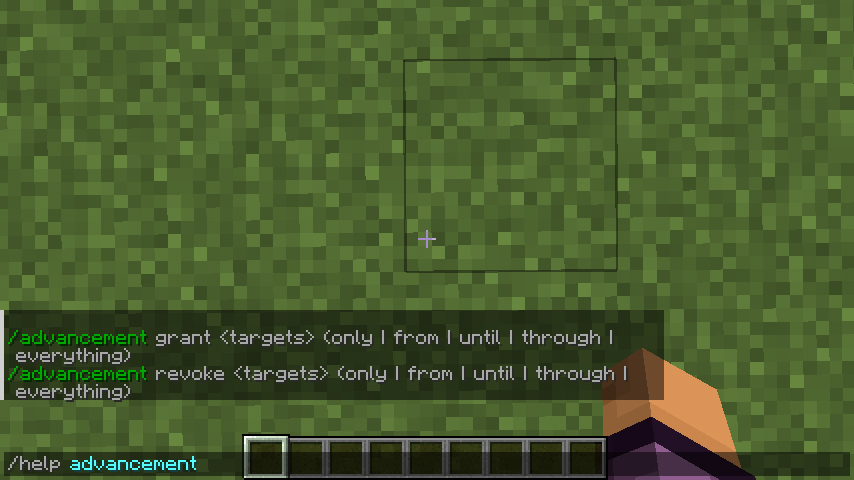 /advancement grant <targets> (only | from | until | through |
everything)
/advancement revoke <targets> (only | from | until | through |
everything)
/help advancement